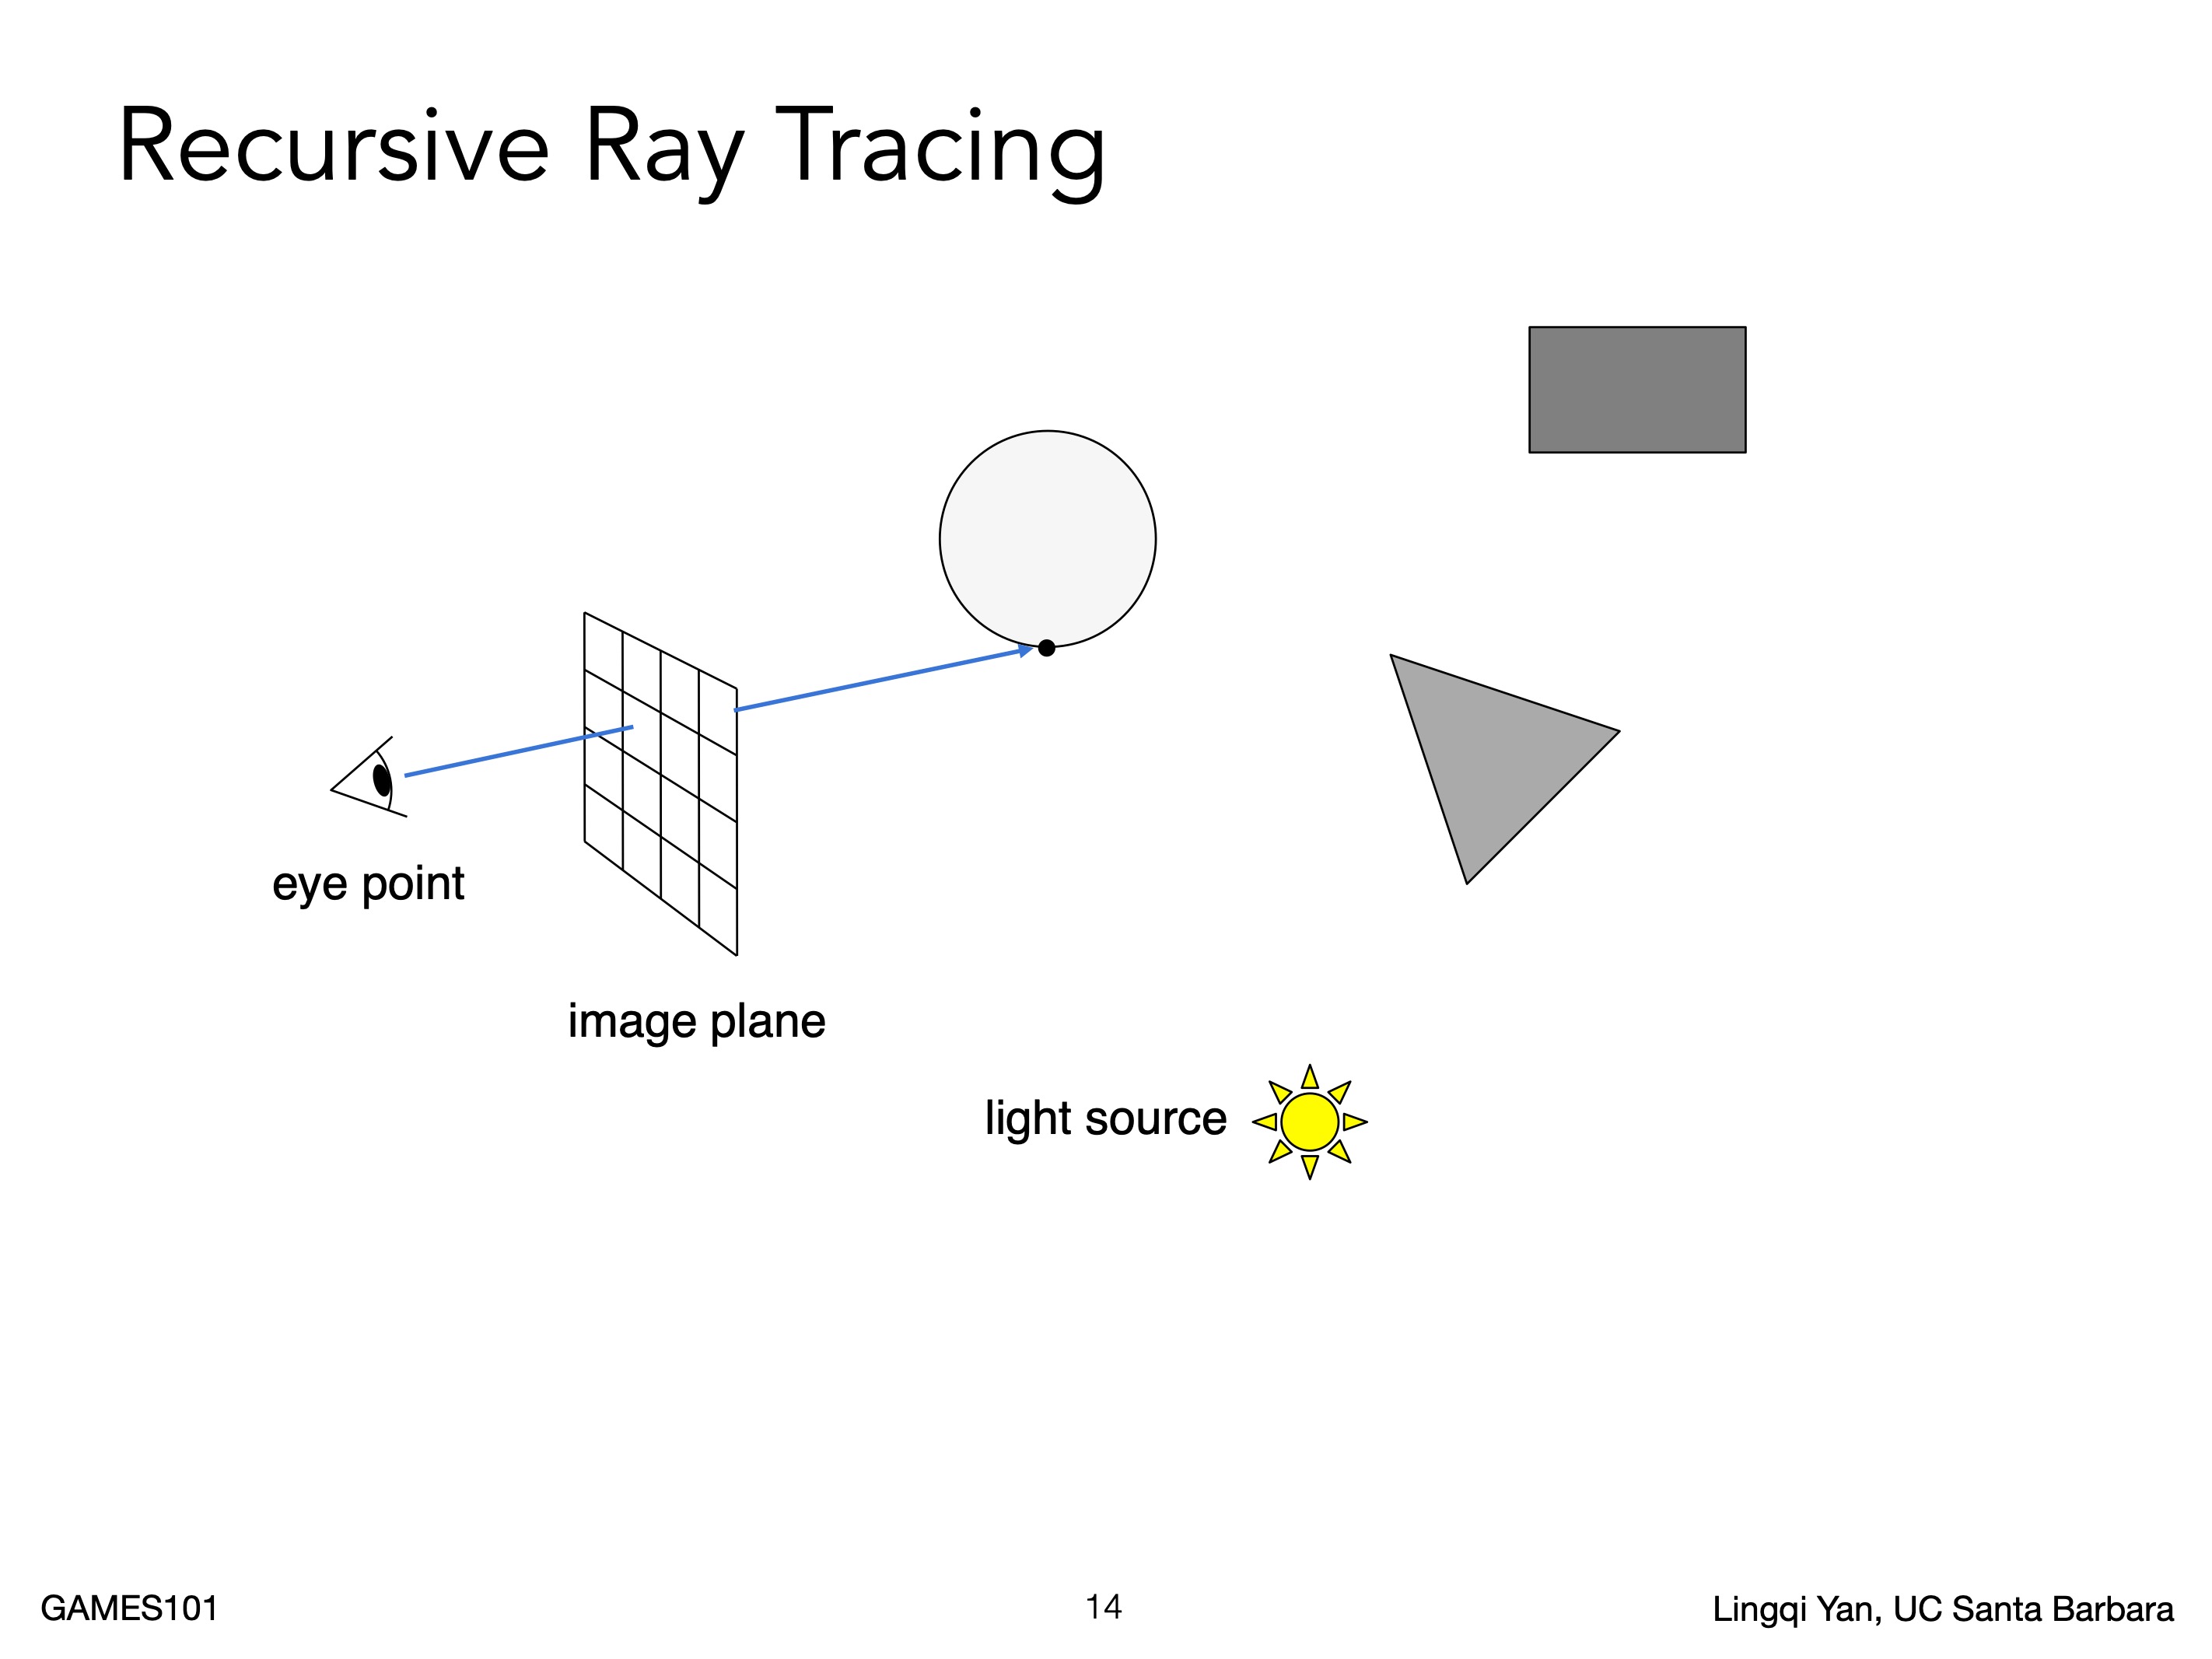 Recursive Ray Tracing
eye point
image plane
light source
GAMES101
14
Lingqi Yan, UC Santa Barbara